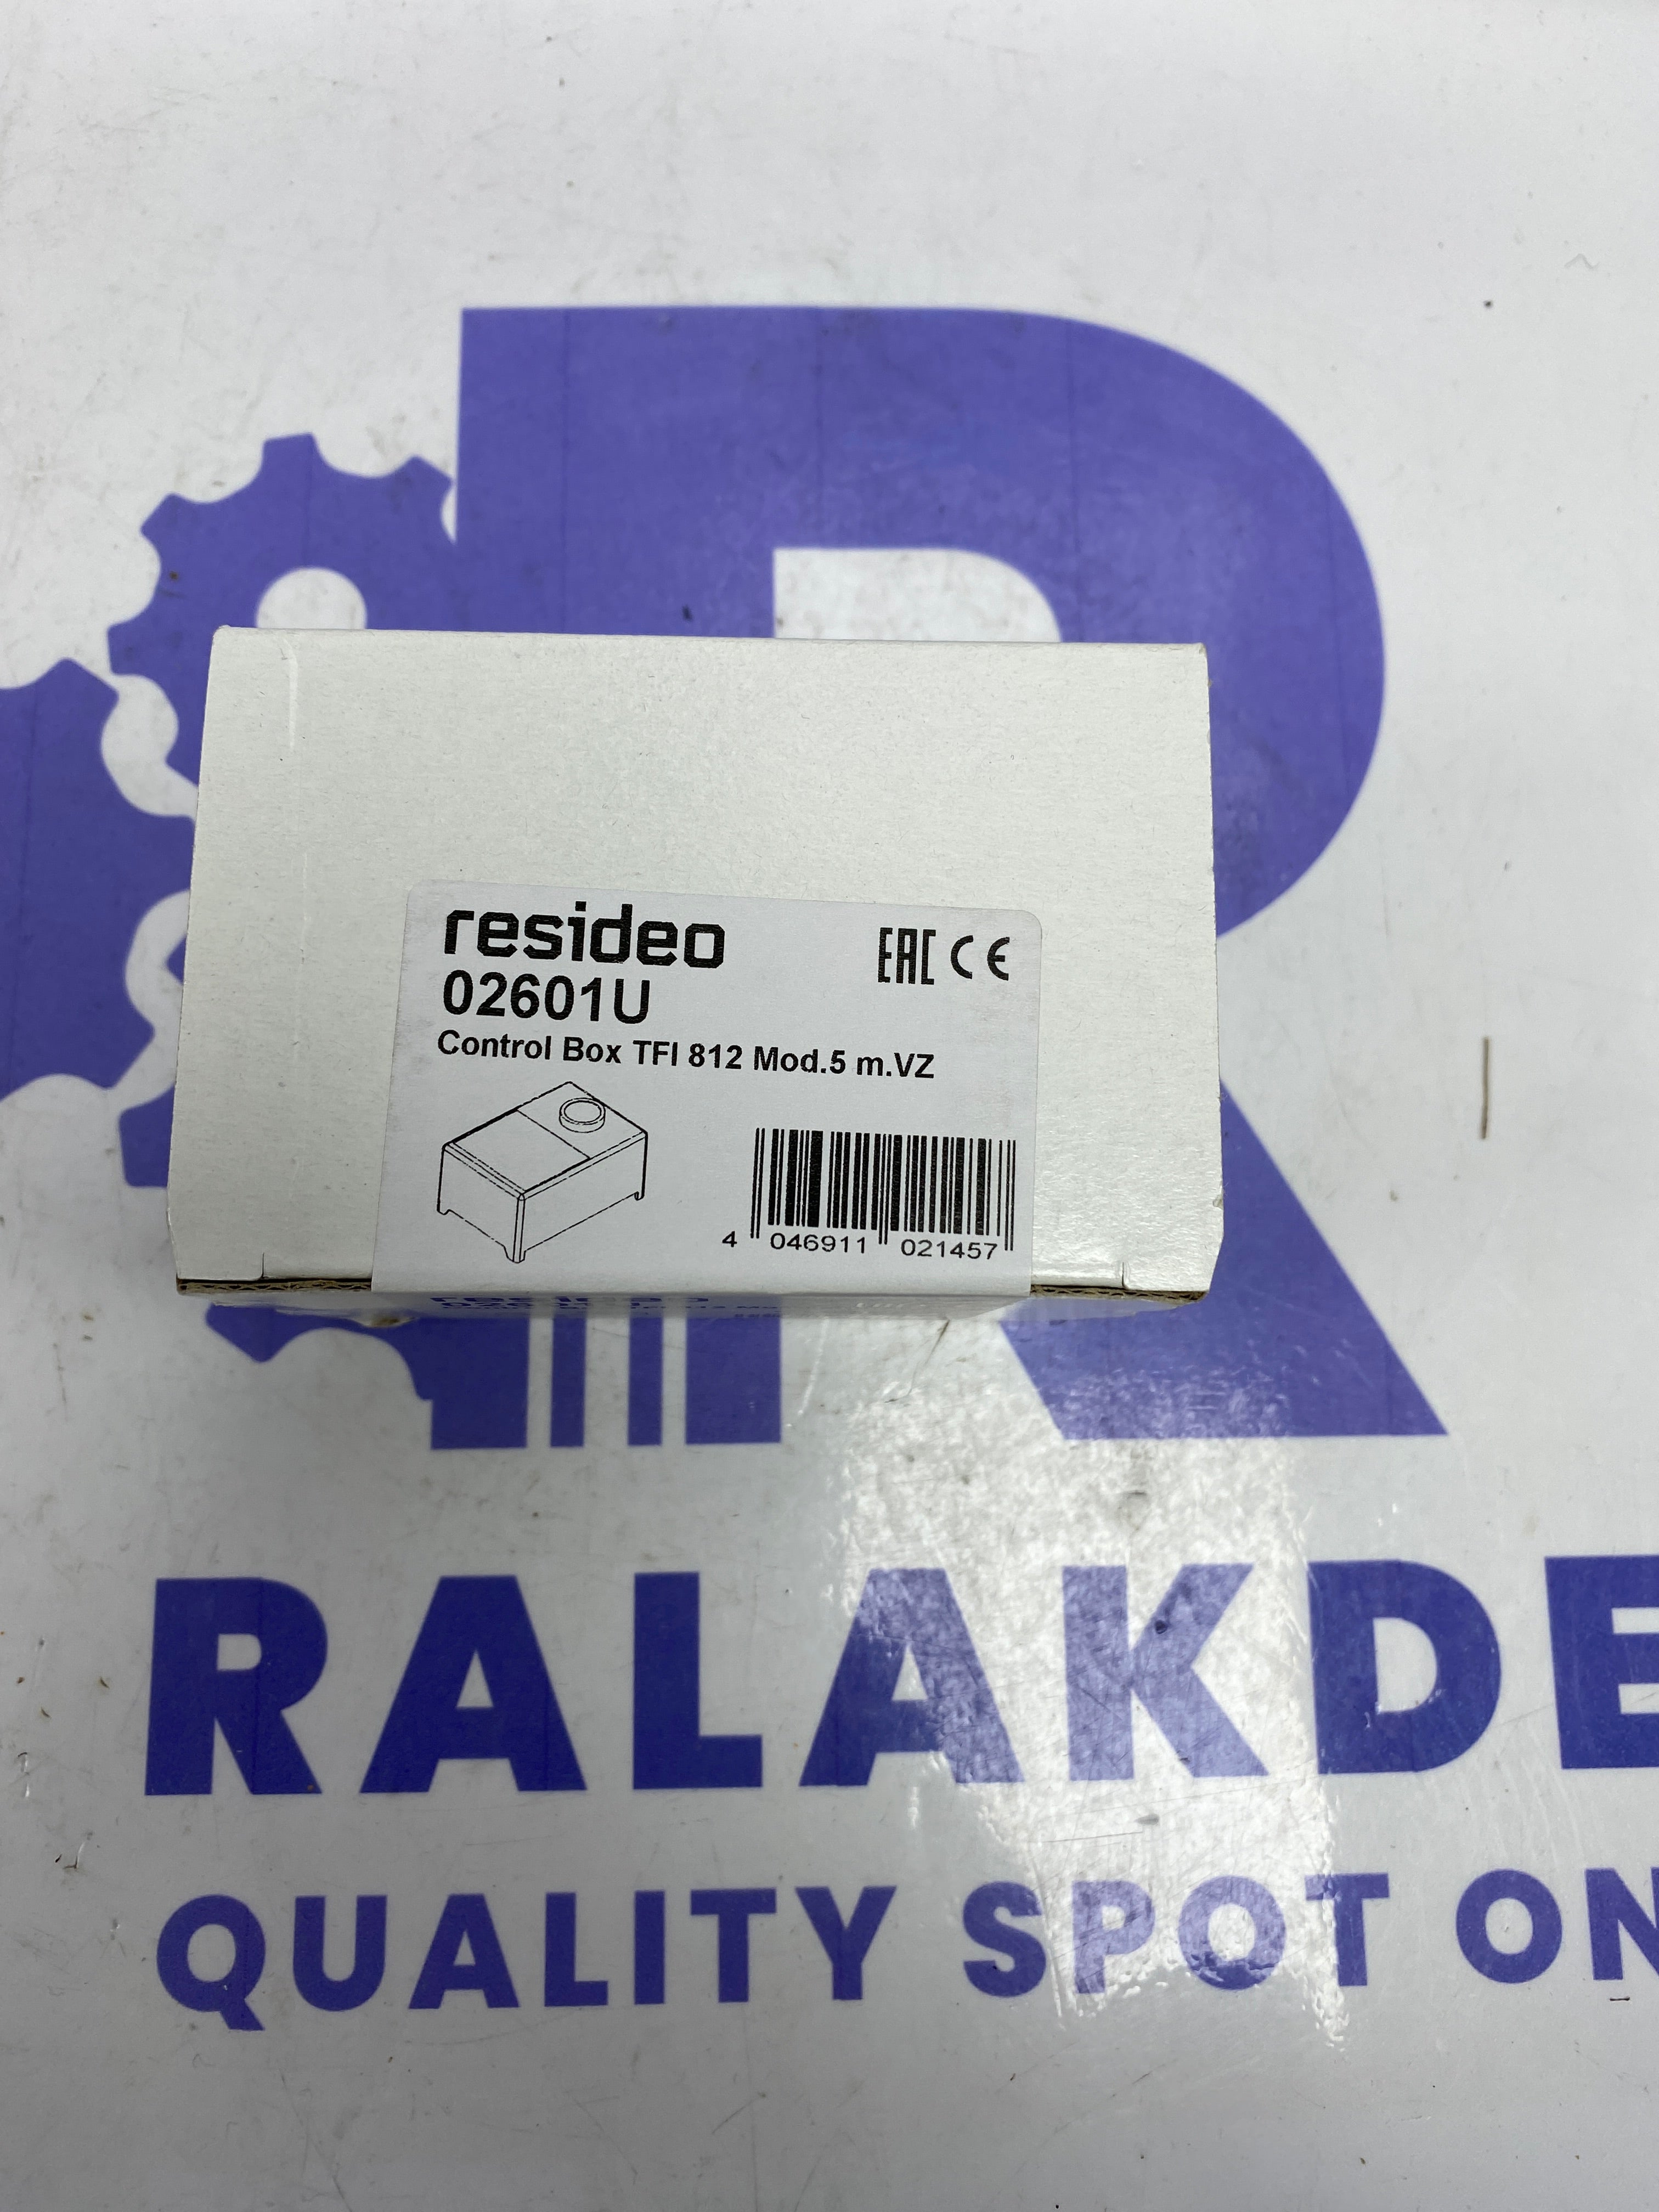 resideo
EAC CE
02601U
Control Box TFI 812 Mod.5 m.VZ
4 046911 021457
RALAKDE
QUALITY SPOT ON